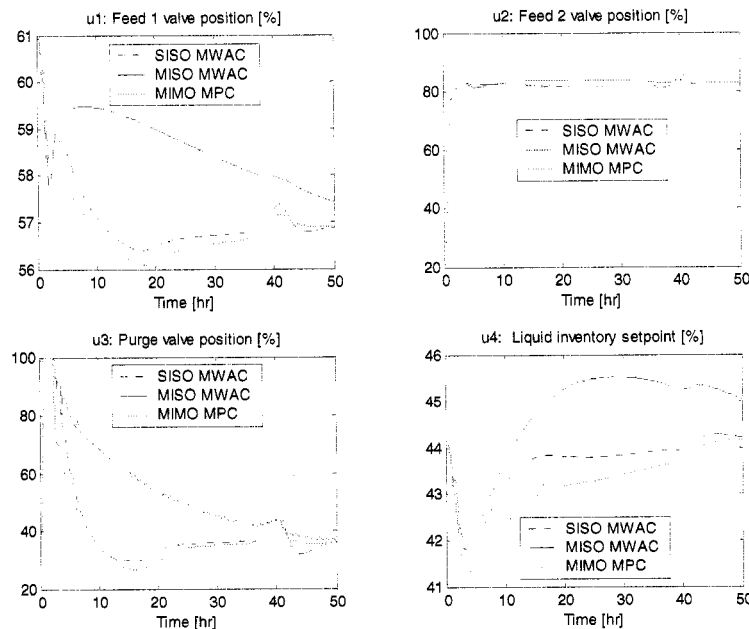 u1: Feed 1 valve position [%]
61
60
59
58
57
56
0 10 20 30 40 50
Time [hr]
SISO MWAC
MISO MWAC
MIMO MPC
u2: Feed 2 valve position [%]
100
80
60
40
20
0 10 20 30 40 50
Time [hr]
SISO MWAC
MISO MWAC
MIMO MPC
u3: Purge valve position [%]
100
80
60
40
20
0 10 20 30 40 50
Time [hr]
SISO MWAC
MISO MWAC
MIMO MPC
u4: Liquid inventory setpoint [%]
46
45
44
43
42
41
0 10 20 30 40 50
Time [hr]
SISO MWAC
MISO MWAC
MIMO MPC